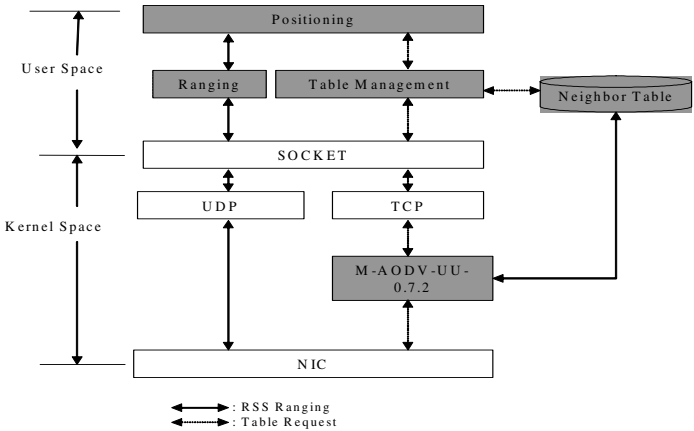 Positioning
User Space
Ranging
Table Management
Neighbor Table
SOCKET
UDP
TCP
Kernel Space
M-AODV-UU-
0.7.2
NIC
: RSS Ranging
: Table Request